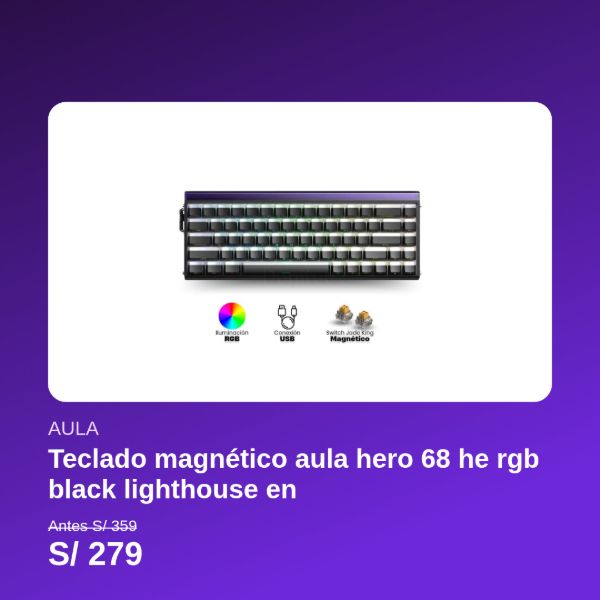 Iluminación
RGB
Conexión
USB
Switch Jade King
Magnético
AULA
Teclado magnético aula hero 68 he rgb
black lighthouse en
Antes S/ 359
S/ 279